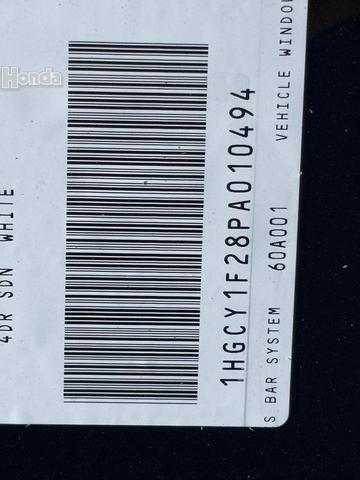 Honda
4DR SDN WHITE
1HGCY1F28PA010494
S BAR SYSTEM 60A001 VEHICLE WINDOW